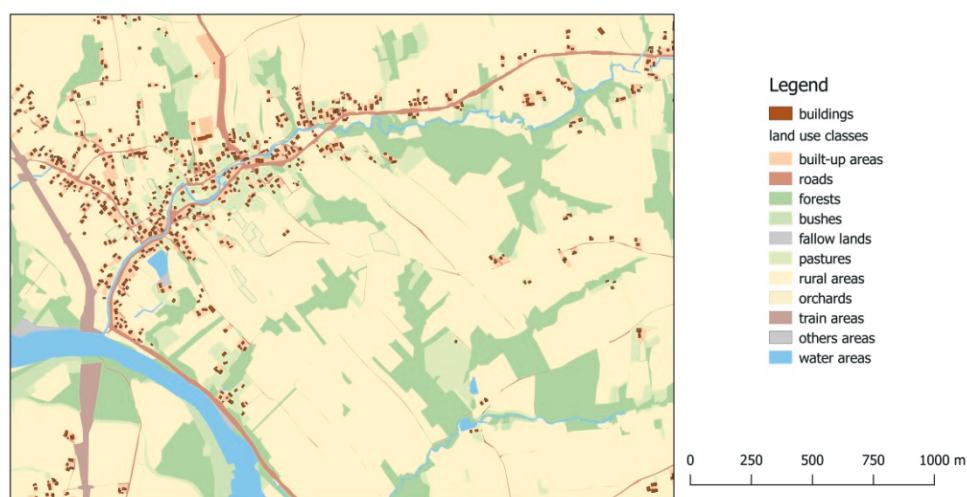 Legend
buildings
land use classes
built-up areas
roads
forests
bushes
fallow lands
pastures
rural areas
orchards
train areas
others areas
water areas
0 250 500 750 1000 m